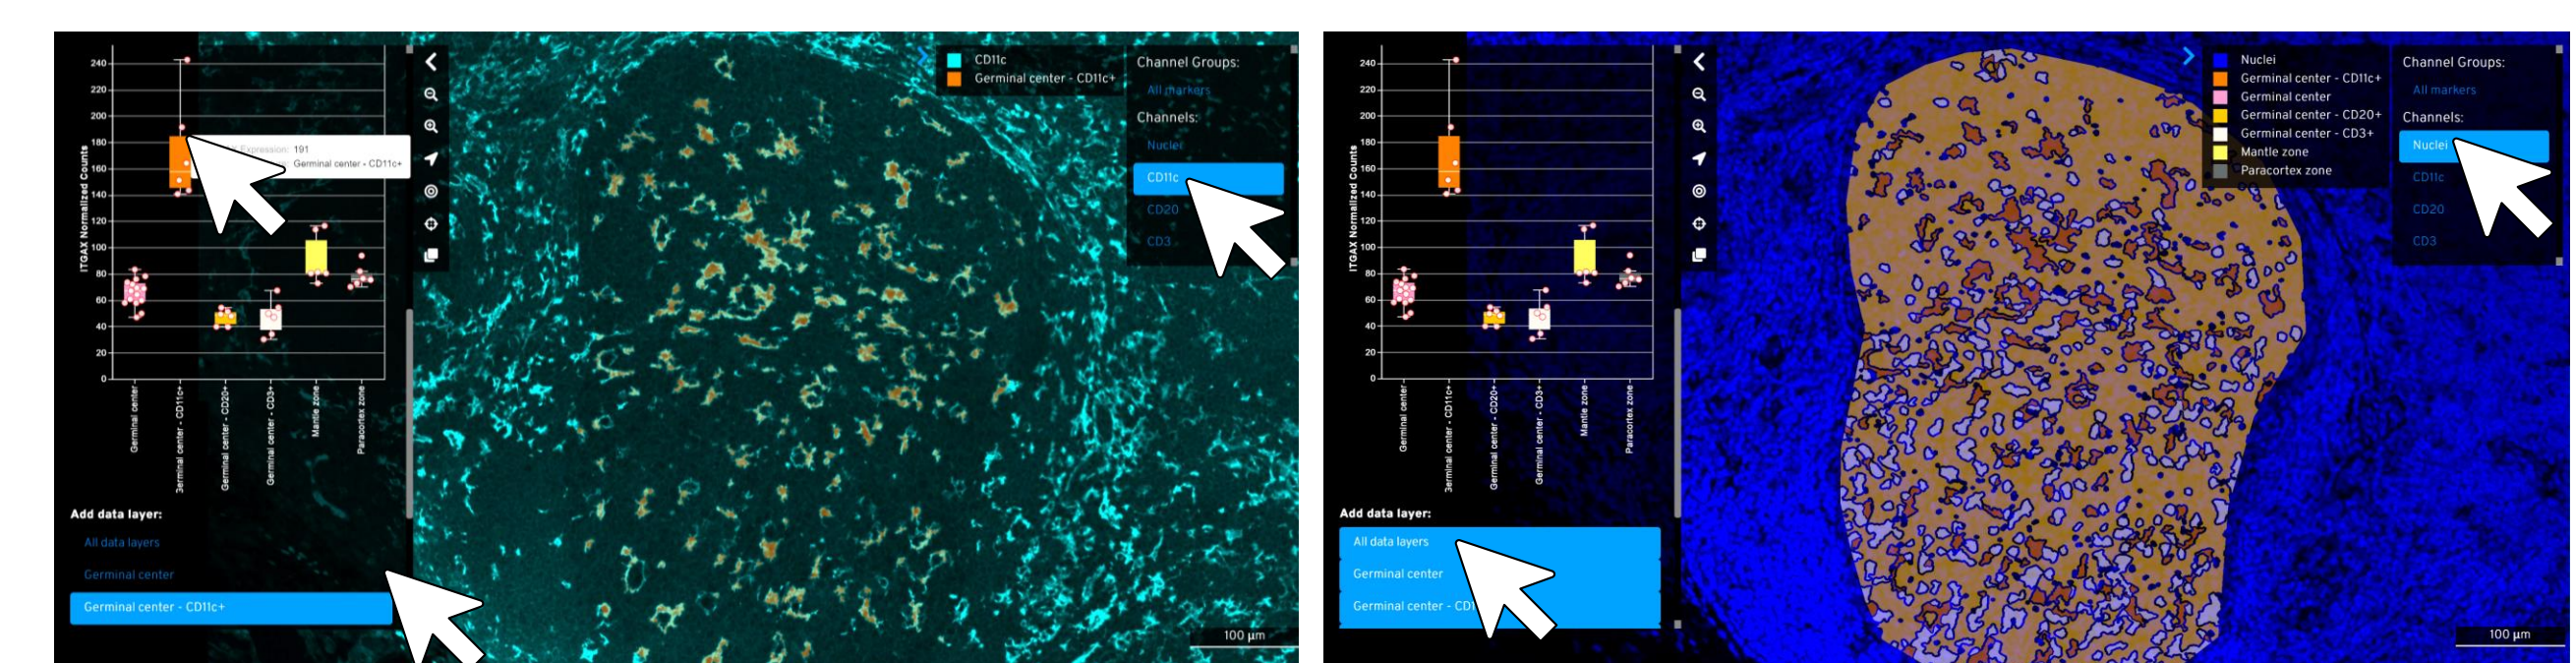 240
220
200
180
160
140
120
100
80
60
40
20
0
ITGAX Normalized Counts
Expression: 191
Germinal center - CD11c+
Germinal center
Germinal center - CD11c+
Germinal center - CD20+
Germinal center - CD3+
Mantle zone
Paracortex zone
Add data layer:
All data layers
Germinal center
Germinal center - CD11c+
CD11c
Germinal center - CD11c+
Channel Groups:
All markers
Channels:
Nuclei
CD11c
CD20
CD3
100 µm
240
220
200
180
160
140
120
100
80
60
40
20
0
ITGAX Normalized Counts
Germinal center
Germinal center - CD11c+
Germinal center - CD20+
Germinal center - CD3+
Mantle zone
Paracortex zone
Add data layer:
All data layers
Germinal center
Germinal center -
Nuclei
Germinal center - CD11c+
Germinal center
Germinal center - CD20+
Germinal center - CD3+
Mantle zone
Paracortex zone
Channel Groups:
All markers
Channels:
Nuclei
CD11c
CD20
CD3
100 µm